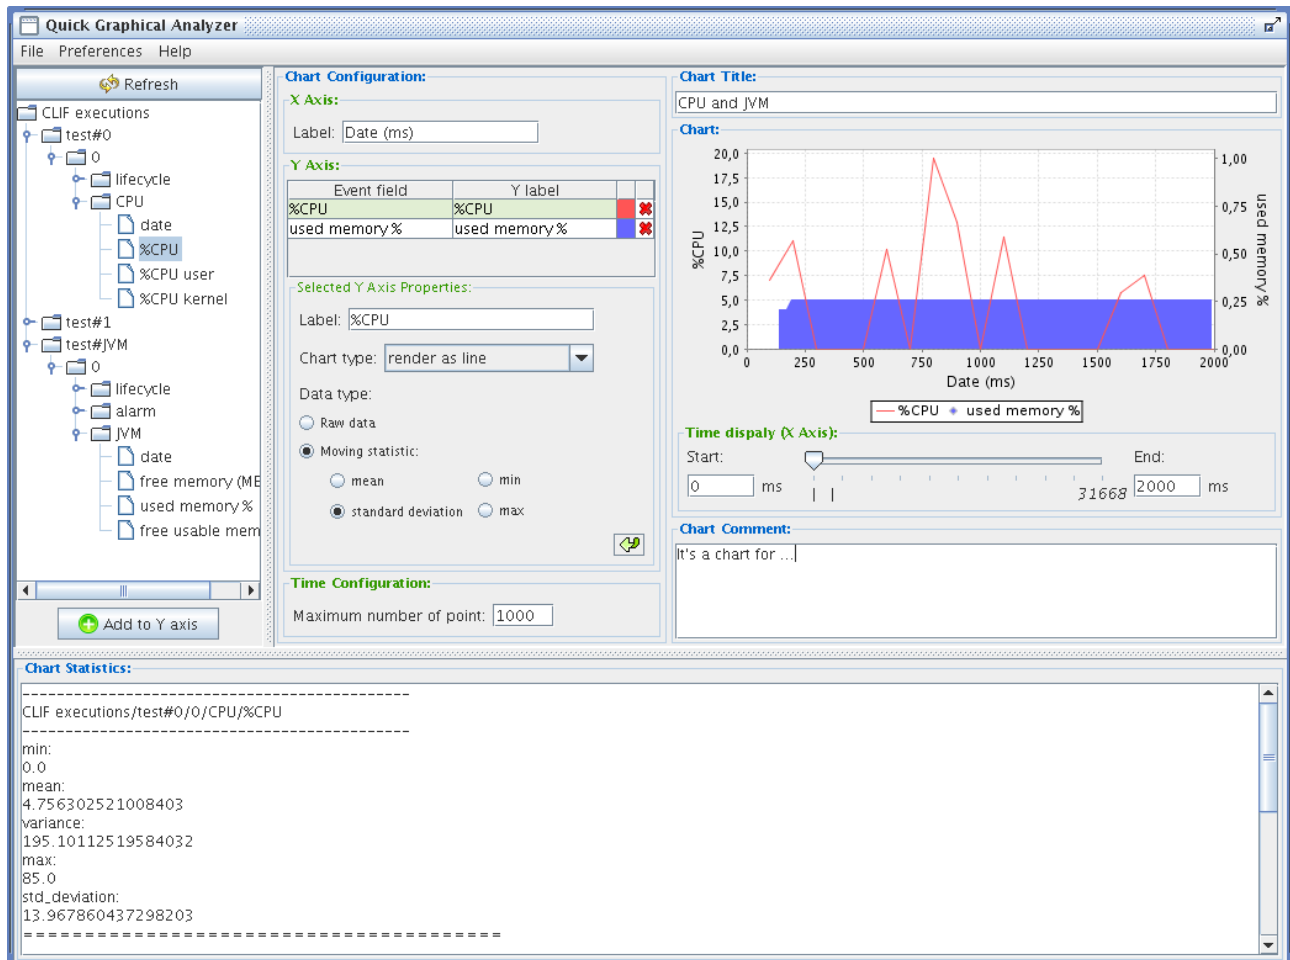 Quick Graphical Analyzer
File Preferences Help
Refresh
CLIF executions
test#0
0
lifecycle
CPU
date
%CPU
%CPU user
%CPU kernel
test#1
test#JVM
0
lifecycle
alarm
JVM
date
free memory (ME
used memory %
free usable mem
Add to Y axis
Chart Configuration:
X Axis:
Label: Date (ms)
Y Axis:
Event field Y label
%CPU %CPU
used memory % used memory %
Selected Y Axis Properties:
Label: %CPU
Chart type: render as line
Data type:
Raw data
Moving statistic:
mean min
standard deviation max
Time Configuration:
Maximum number of point: 1000
Chart Title:
CPU and JVM
Chart:
20,0
17,5
15,0
12,5
10,0
7,5
5,0
2,5
0,0
%CPU
1,00
0,75
0,50
0,25
0,00
used memory %
0 250 500 750 1000 1250 1500 1750 2000
Date (ms)
%CPU used memory %
Time dispaly (X Axis):
Start: End:
0 ms 31668 2000 ms
Chart Comment:
It's a chart for ...
Chart Statistics:
--------------------------------------------
CLIF executions/test#0/0/CPU/%CPU
--------------------------------------------
min:
0.0
mean:
4.756302521008403
variance:
195.10112519584032
max:
85.0
std_deviation:
13.967860437298203
=======================================